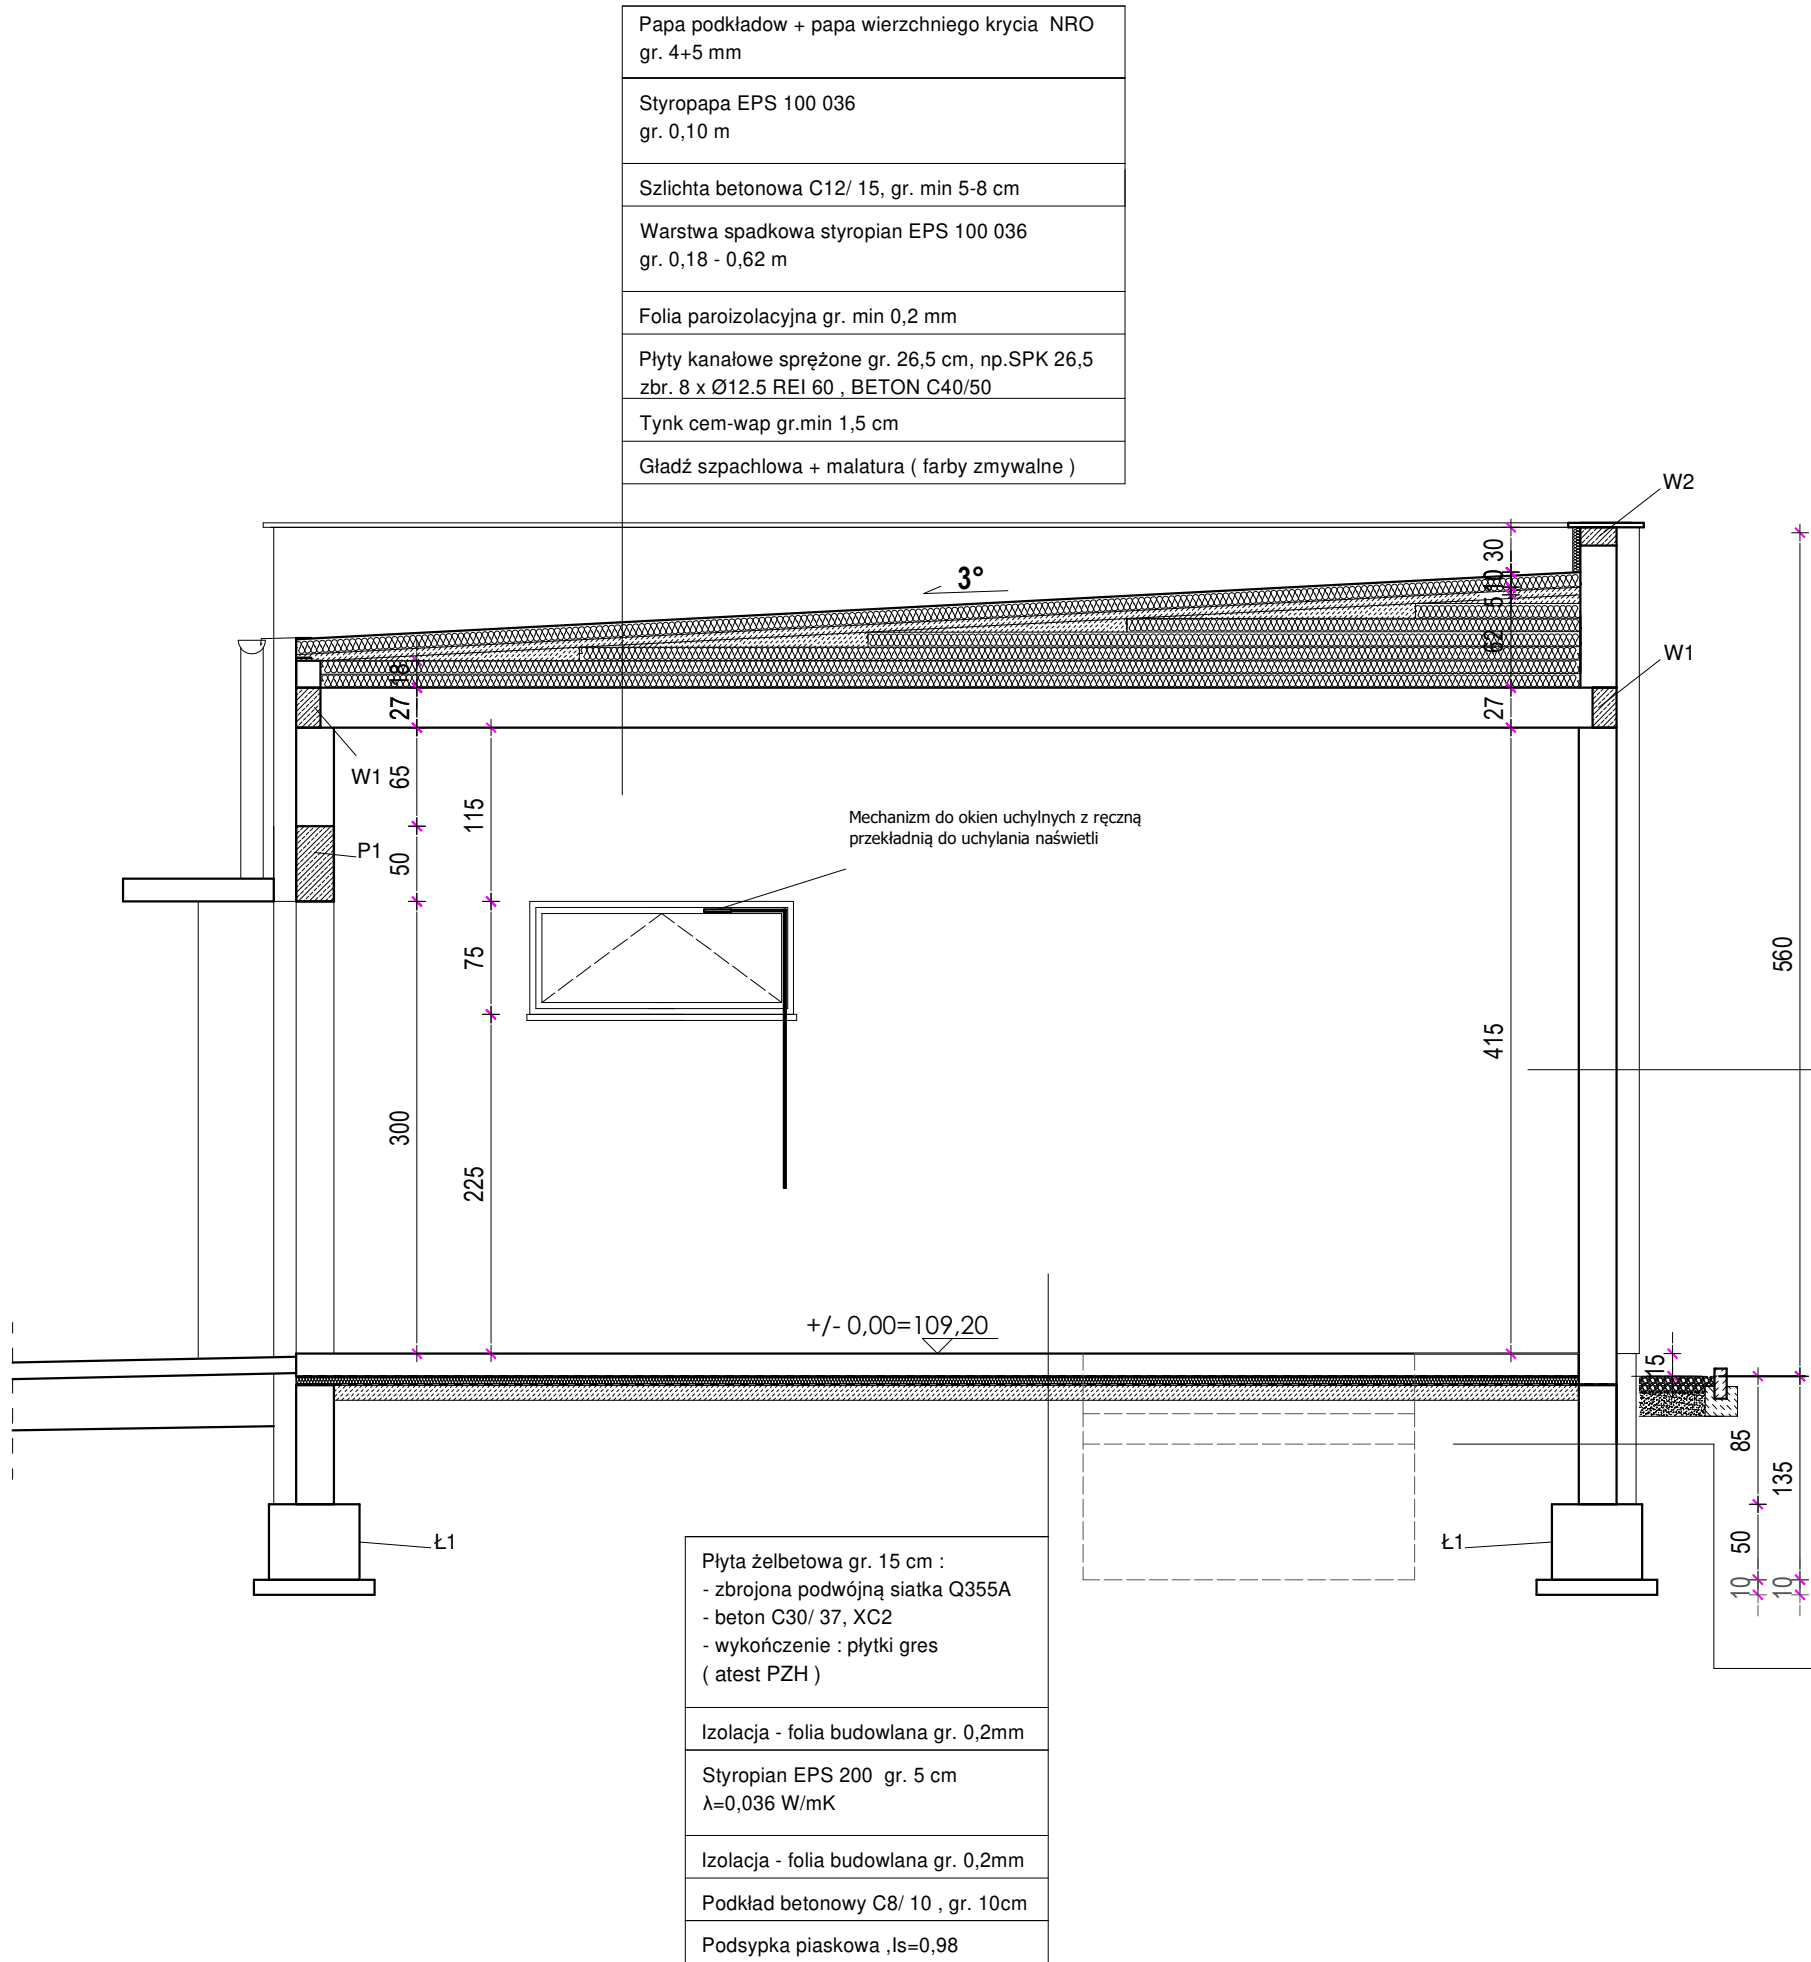 Papa podkładow + papa wierzchniego krycia NRO
gr. 4+5 mm
Styropapa EPS 100 036
gr. 0,10 m
Szlichta betonowa C12/ 15, gr. min 5-8 cm
Warstwa spadkowa styropian EPS 100 036
gr. 0,18 - 0,62 m
Folia paroizolacyjna gr. min 0,2 mm
Płyty kanałowe sprężone gr. 26,5 cm, np.SPK 26,5
zbr. 8 x Ø12.5 REI 60 , BETON C40/50
Tynk cem-wap gr.min 1,5 cm
Gładź szpachlowa + malatura ( farby zmywalne )
W2
30
3°
10
5
62
18
W1
27
27
W1
65
115
P1
50
Mechanizm do okien uchylnych z ręczną
przekładnią do uchylania naświetli
75
560
415
300
225
+/- 0,00=109,20
15
85
135
Ł1
Ł1
50
10
10
Płyta żelbetowa gr. 15 cm :
- zbrojona podwójną siatka Q355A
- beton C30/ 37, XC2
- wykończenie : płytki gres
( atest PZH )
Izolacja - folia budowlana gr. 0,2mm
Styropian EPS 200 gr. 5 cm
λ=0,036 W/mK
Izolacja - folia budowlana gr. 0,2mm
Podkład betonowy C8/ 10 , gr. 10cm
Podsypka piaskowa ,Is=0,98